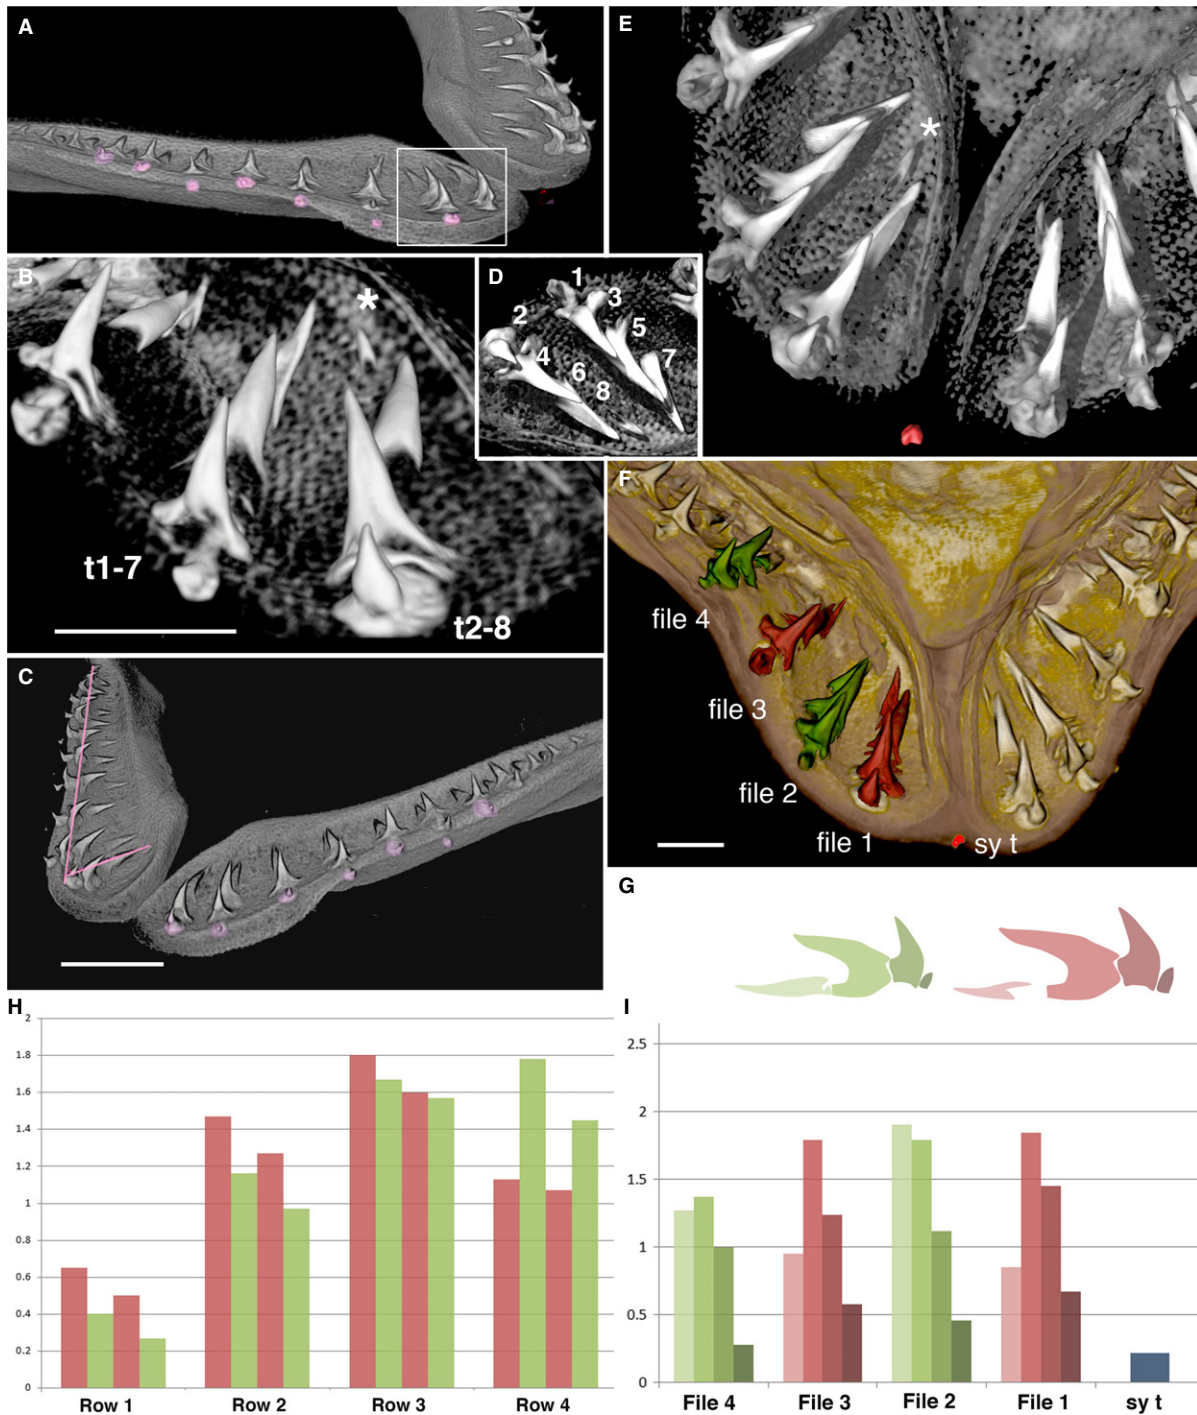 A
E
B
*
t1-7
t2-8
D
1
2
3
4
5
6
7
8
*
C
F
file 4
file 3
file 2
file 1
sy t
G
H
2
1.8
1.6
1.4
1.2
1
0.8
0.6
0.4
0.2
0
Row 1 Row 2 Row 3 Row 4
I
2.5
2
1.5
1
0.5
0
File 4 File 3 File 2 File 1 sy t